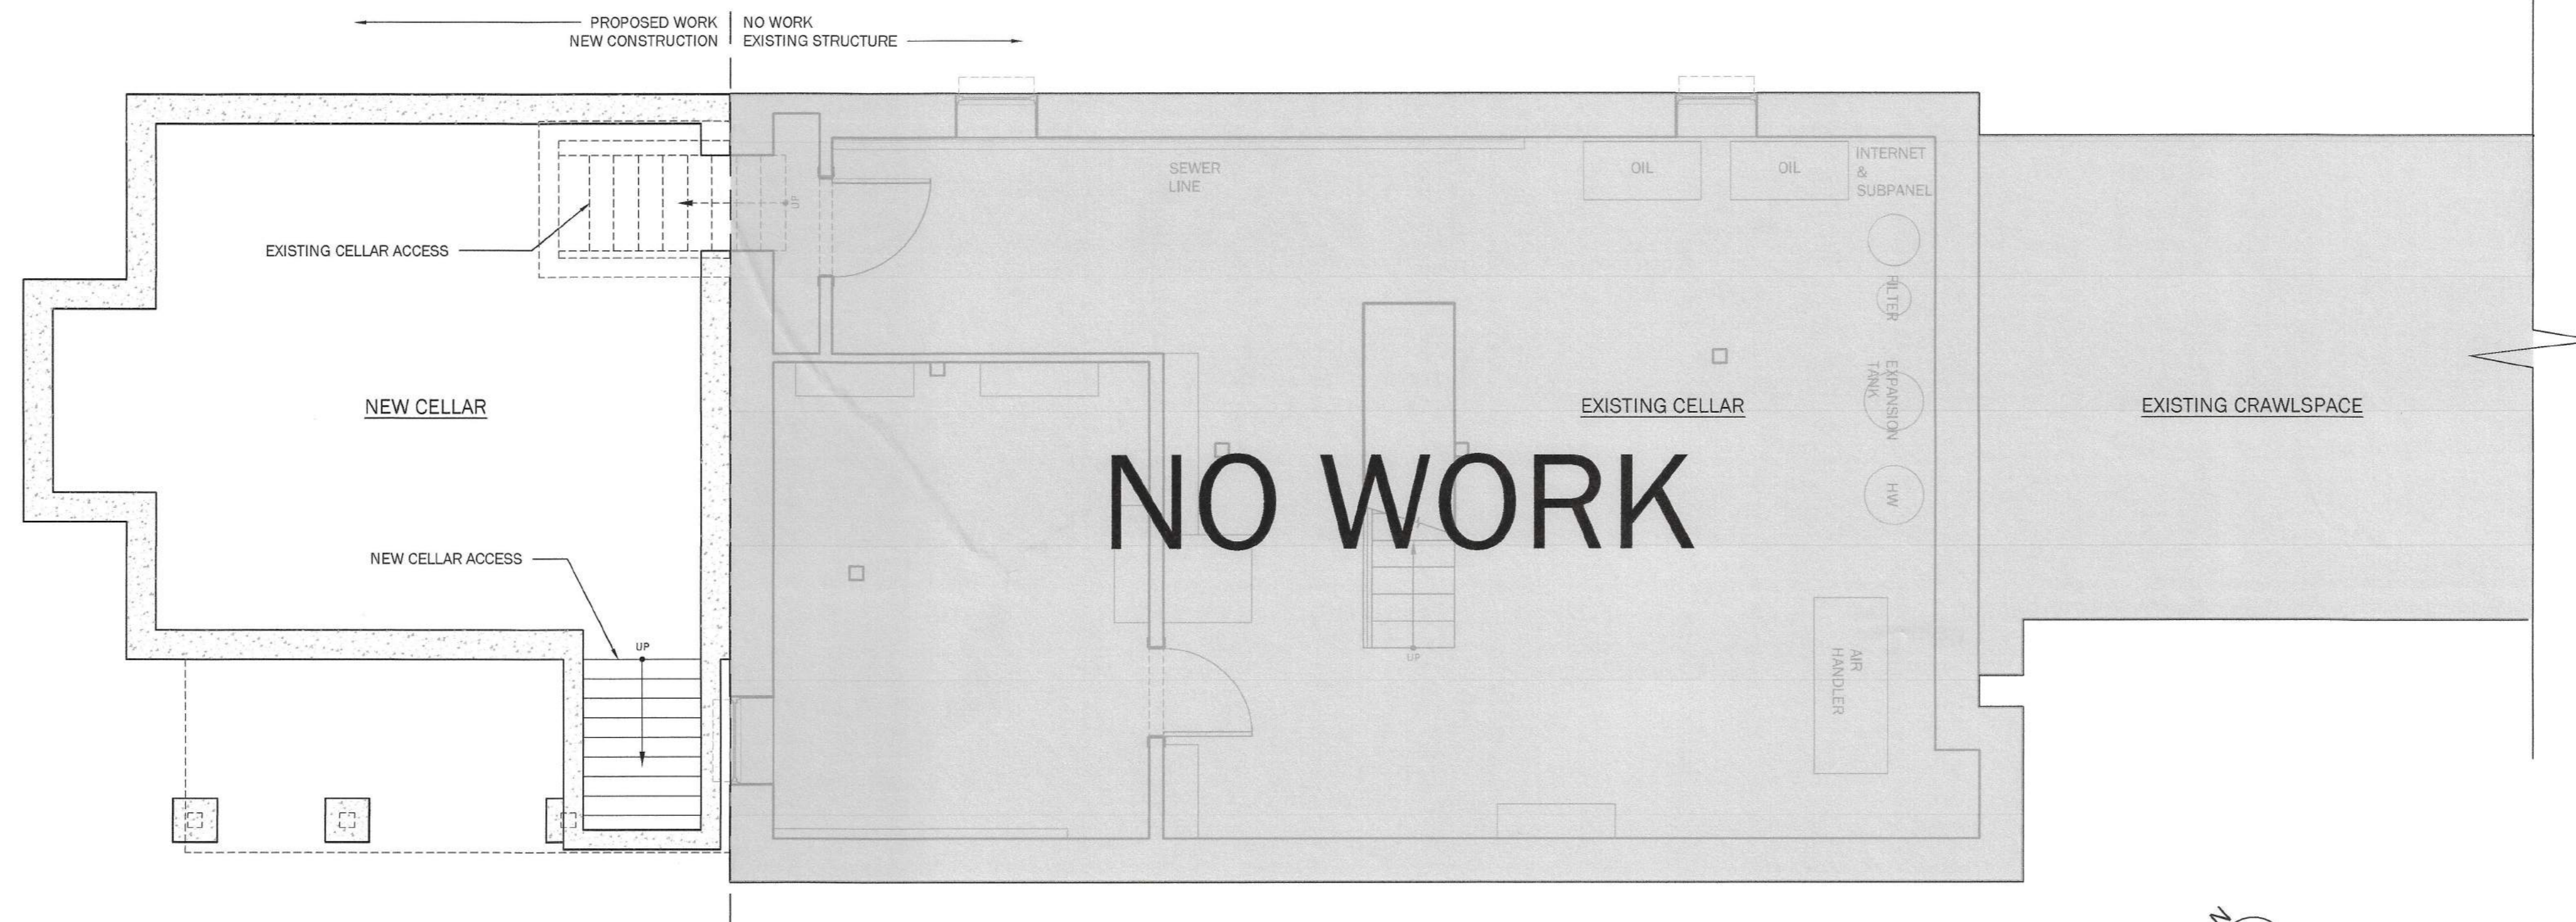 PROPOSED WORK
NEW CONSTRUCTION
NO WORK
EXISTING STRUCTURE
SEWER
LINE
OIL
OIL
INTERNET
&
SUBPANEL
UP
EXISTING CELLAR ACCESS
FILTER
NEW CELLAR
EXISTING CELLAR
EXPANSION
TANK
EXISTING CRAWLSPACE
NO WORK
HW
NEW CELLAR ACCESS
UP
UP
AIR
HANDLER
N